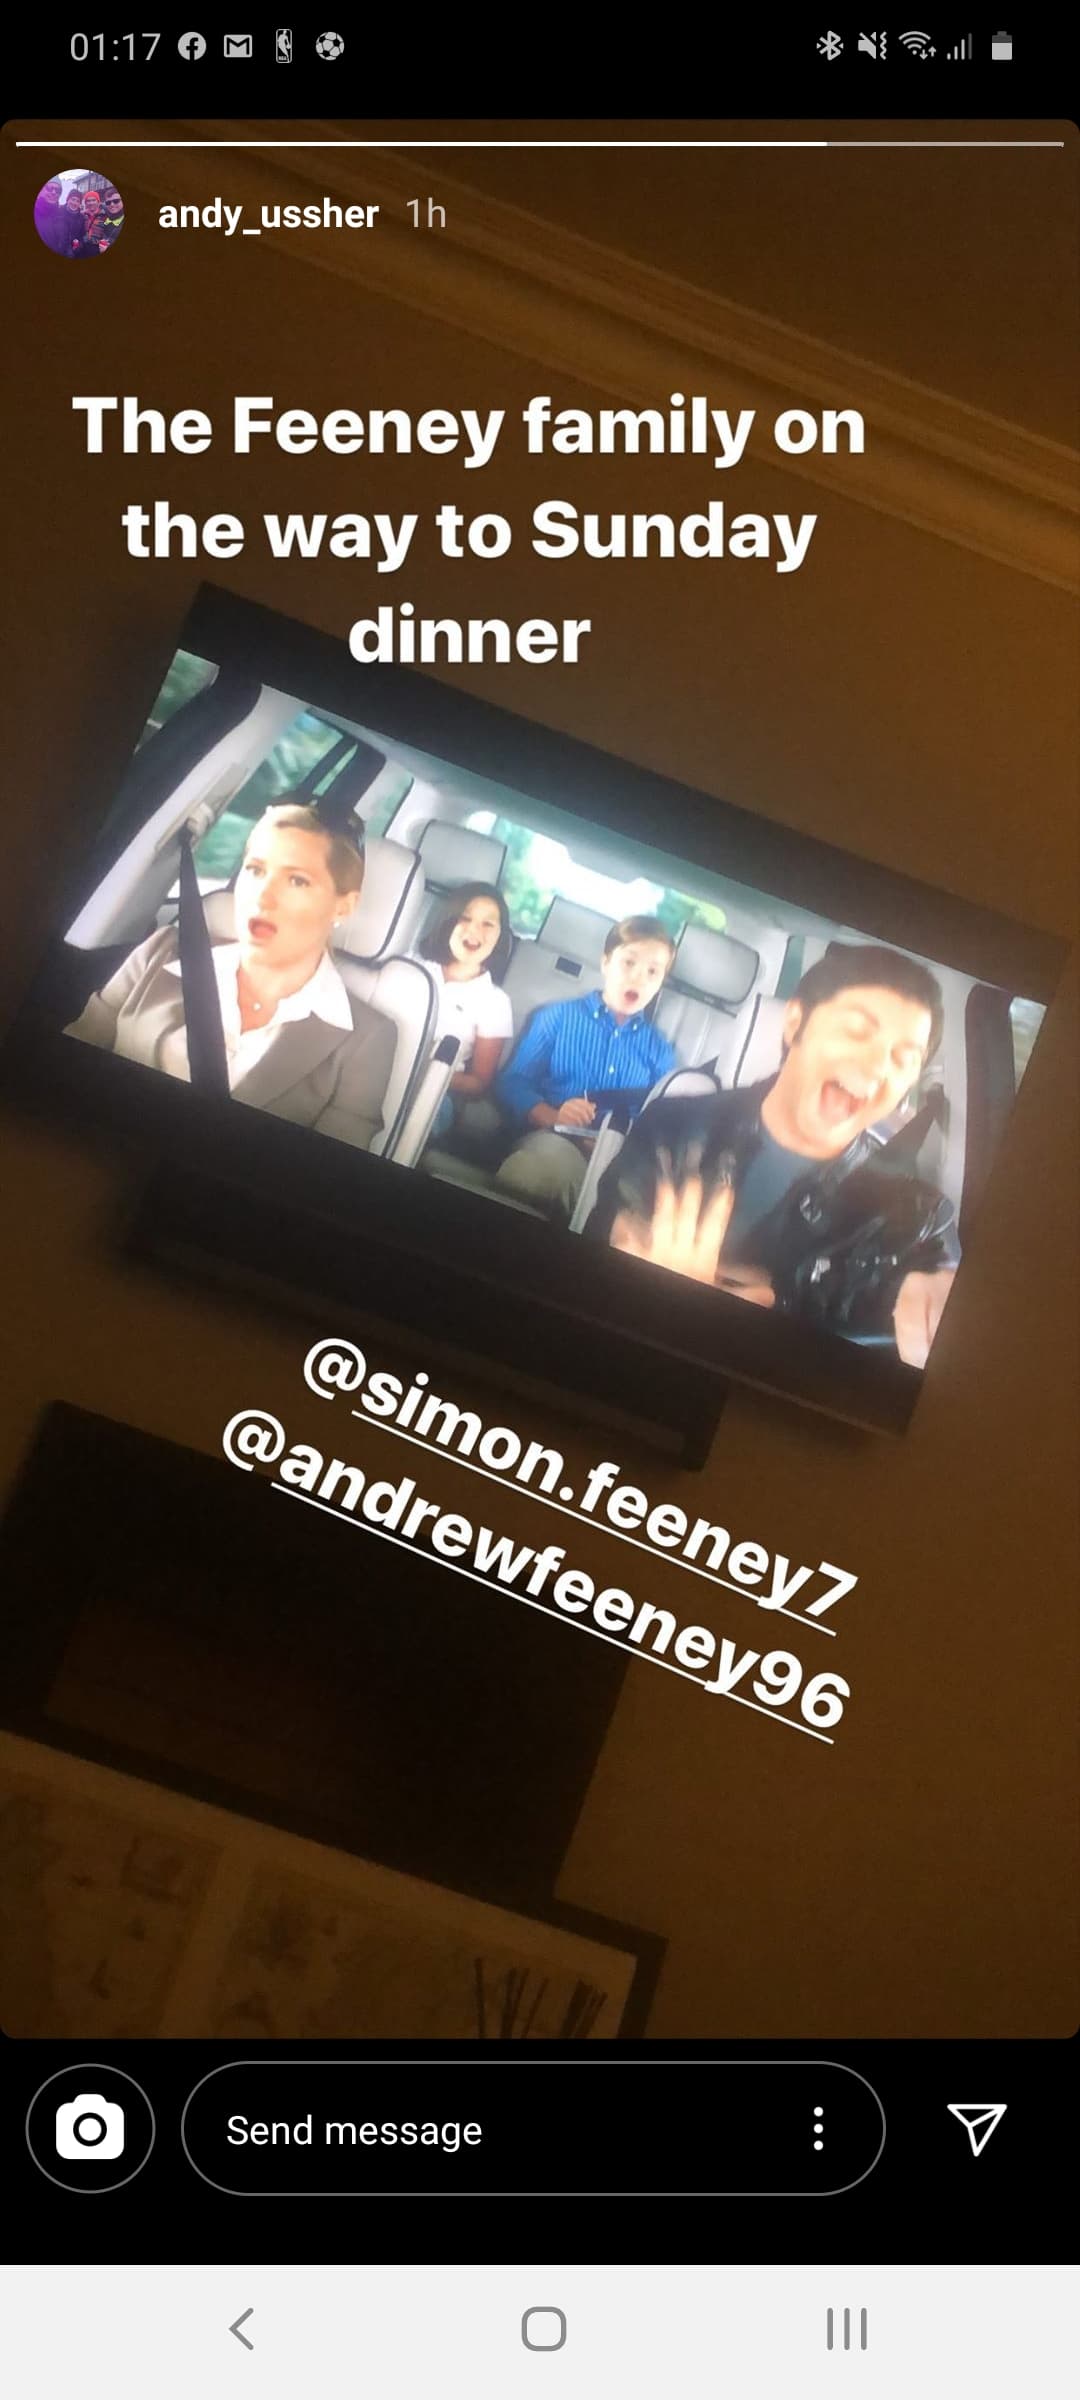 01:17
andy_ussher 1h
The Feeney family on
the way to Sunday
dinner
@simon.feeney7
@andrewfeeney96
Send message